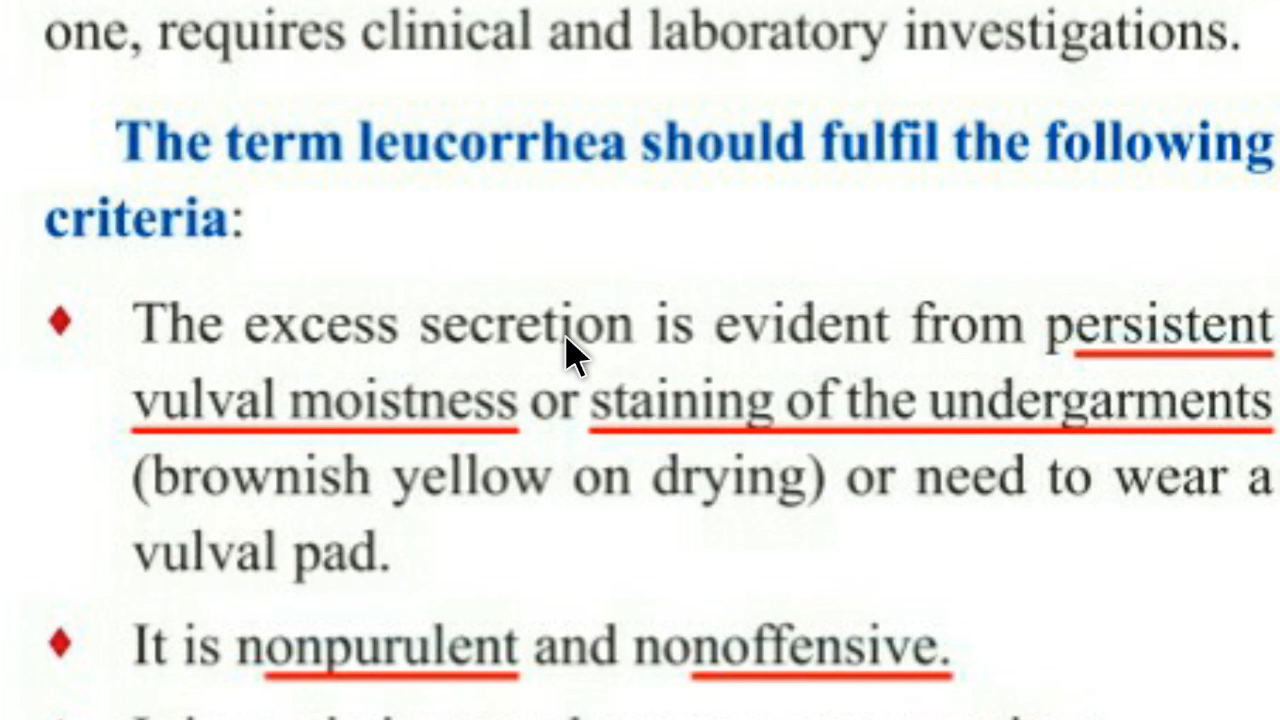 one, requires clinical and laboratory investigations.
The term leucorrhea should fulfil the following
criteria:
♦ The excess secretion is evident from persistent
vulval moistness or staining of the undergarments
(brownish yellow on drying) or need to wear a
vulval pad.
♦ It is nonpurulent and nonoffensive.